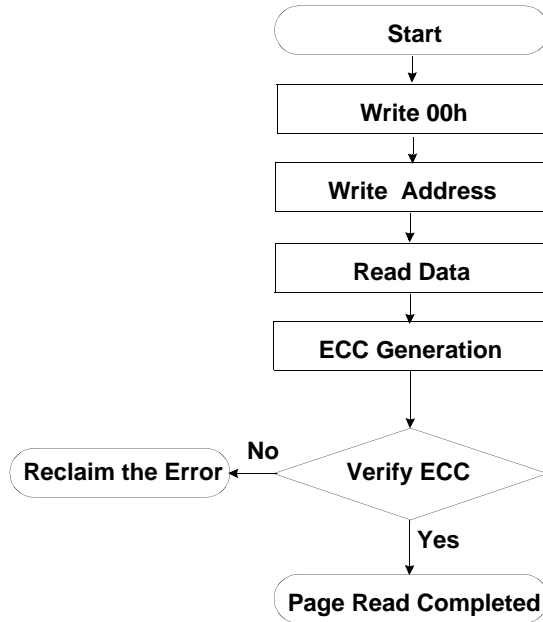 Start
Write 00h
Write Address
Read Data
ECC Generation
No
Reclaim the Error
Verify ECC
Yes
Page Read Completed